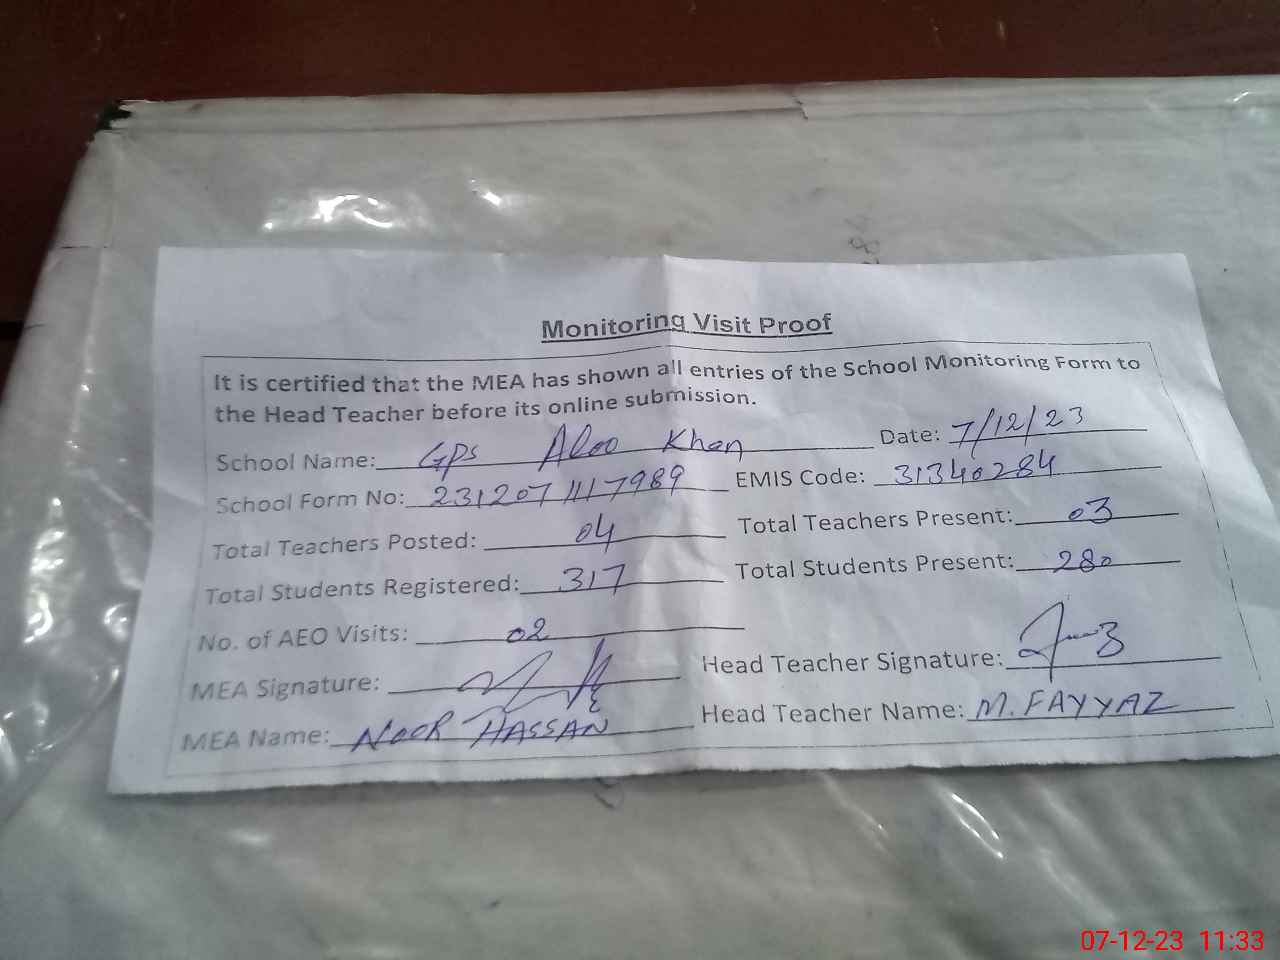 Monitoring Visit Proof
It is certified that the MEA has shown all entries of the School Monitoring Form to
the Head Teacher before its online submission.
School Name: GPS Aloo Khan Date: 7/12/23
School Form No: 2312071117989 EMIS Code: 31340284
Total Teachers Posted: 04 Total Teachers Present: 03
Total Students Registered: 317 Total Students Present: 280
No. of AEO Visits: 02
MEA Signature: Head Teacher Signature:
MEA Name: NOOR HASSAN Head Teacher Name: M. FAYYAZ
07-12-23 11:33